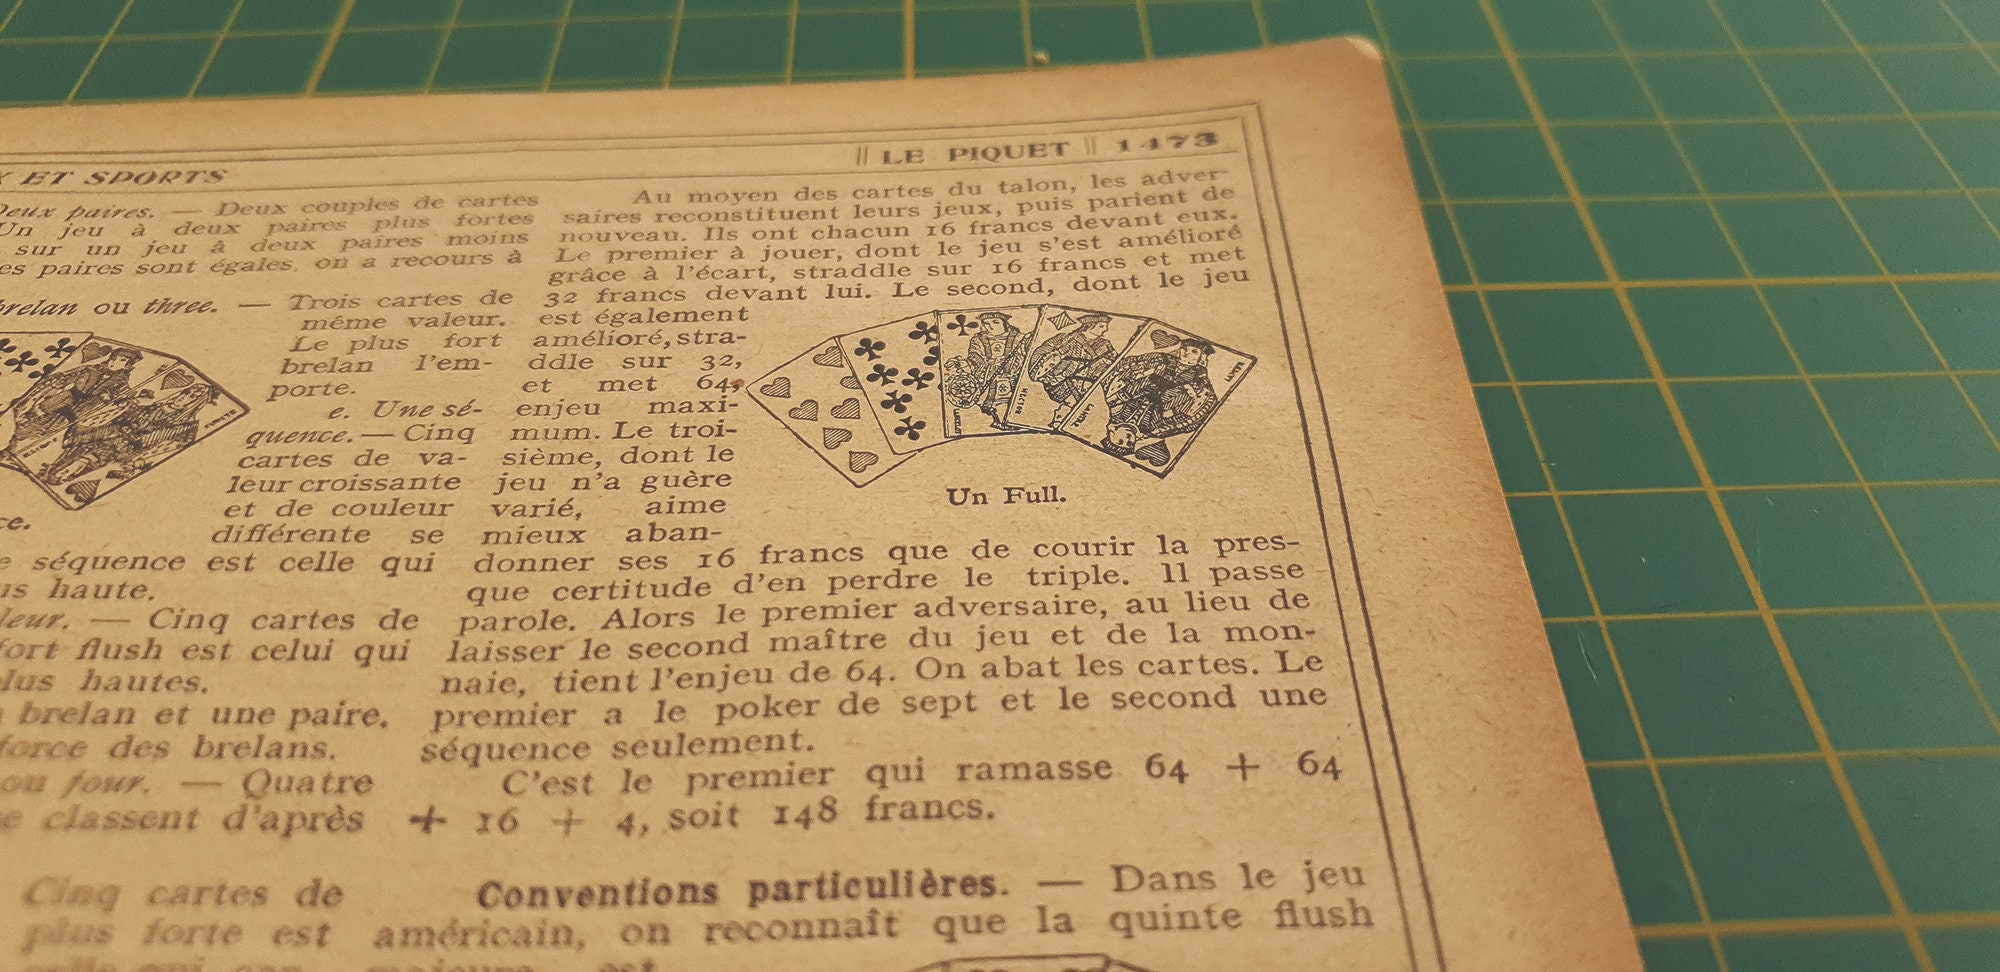 ET SPORTS
LE PIQUET 1473
Deux paires. — Deux couples de cartes
Un jeu à deux paires plus fortes
sur un jeu à deux paires moins
es paires sont égales, on a recours à
brelan ou three. — Trois cartes de
même valeur.
Le plus fort
brelan l'em-
porte.
e. Une sé-
quence. — Cinq
cartes de va-
leur croissante
et de couleur
différente se
ce.
séquence est celle qui
us haute.
leur. — Cinq cartes de
fort flush est celui qui
lus hautes.
brelan et une paire,
force des brelans.
ou four. — Quatre
e classent d'après
Cinq cartes de
plus forte est
Au moyen des cartes du talon, les adver-
saires reconstituent leurs jeux, puis parient de
nouveau. Ils ont chacun 16 francs devant eux.
Le premier à jouer, dont le jeu s'est amélioré
grâce à l'écart, straddle sur 16 francs et met
32 francs devant lui. Le second, dont le jeu
est également
amélioré, stra-
ddle sur 32,
et met 64,
enjeu maxi-
mum. Le troi-
sième, dont le
jeu n'a guère
varié, aime
mieux aban-
Un Full.
donner ses 16 francs que de courir la pres-
que certitude d'en perdre le triple. Il passe
parole. Alors le premier adversaire, au lieu de
laisser le second maître du jeu et de la mon-
naie, tient l'enjeu de 64. On abat les cartes. Le
premier a le poker de sept et le second une
séquence seulement.
C'est le premier qui ramasse 64 + 64
+ 16 + 4, soit 148 francs.
Conventions particulières. — Dans le jeu
américain, on reconnaît que la quinte flush